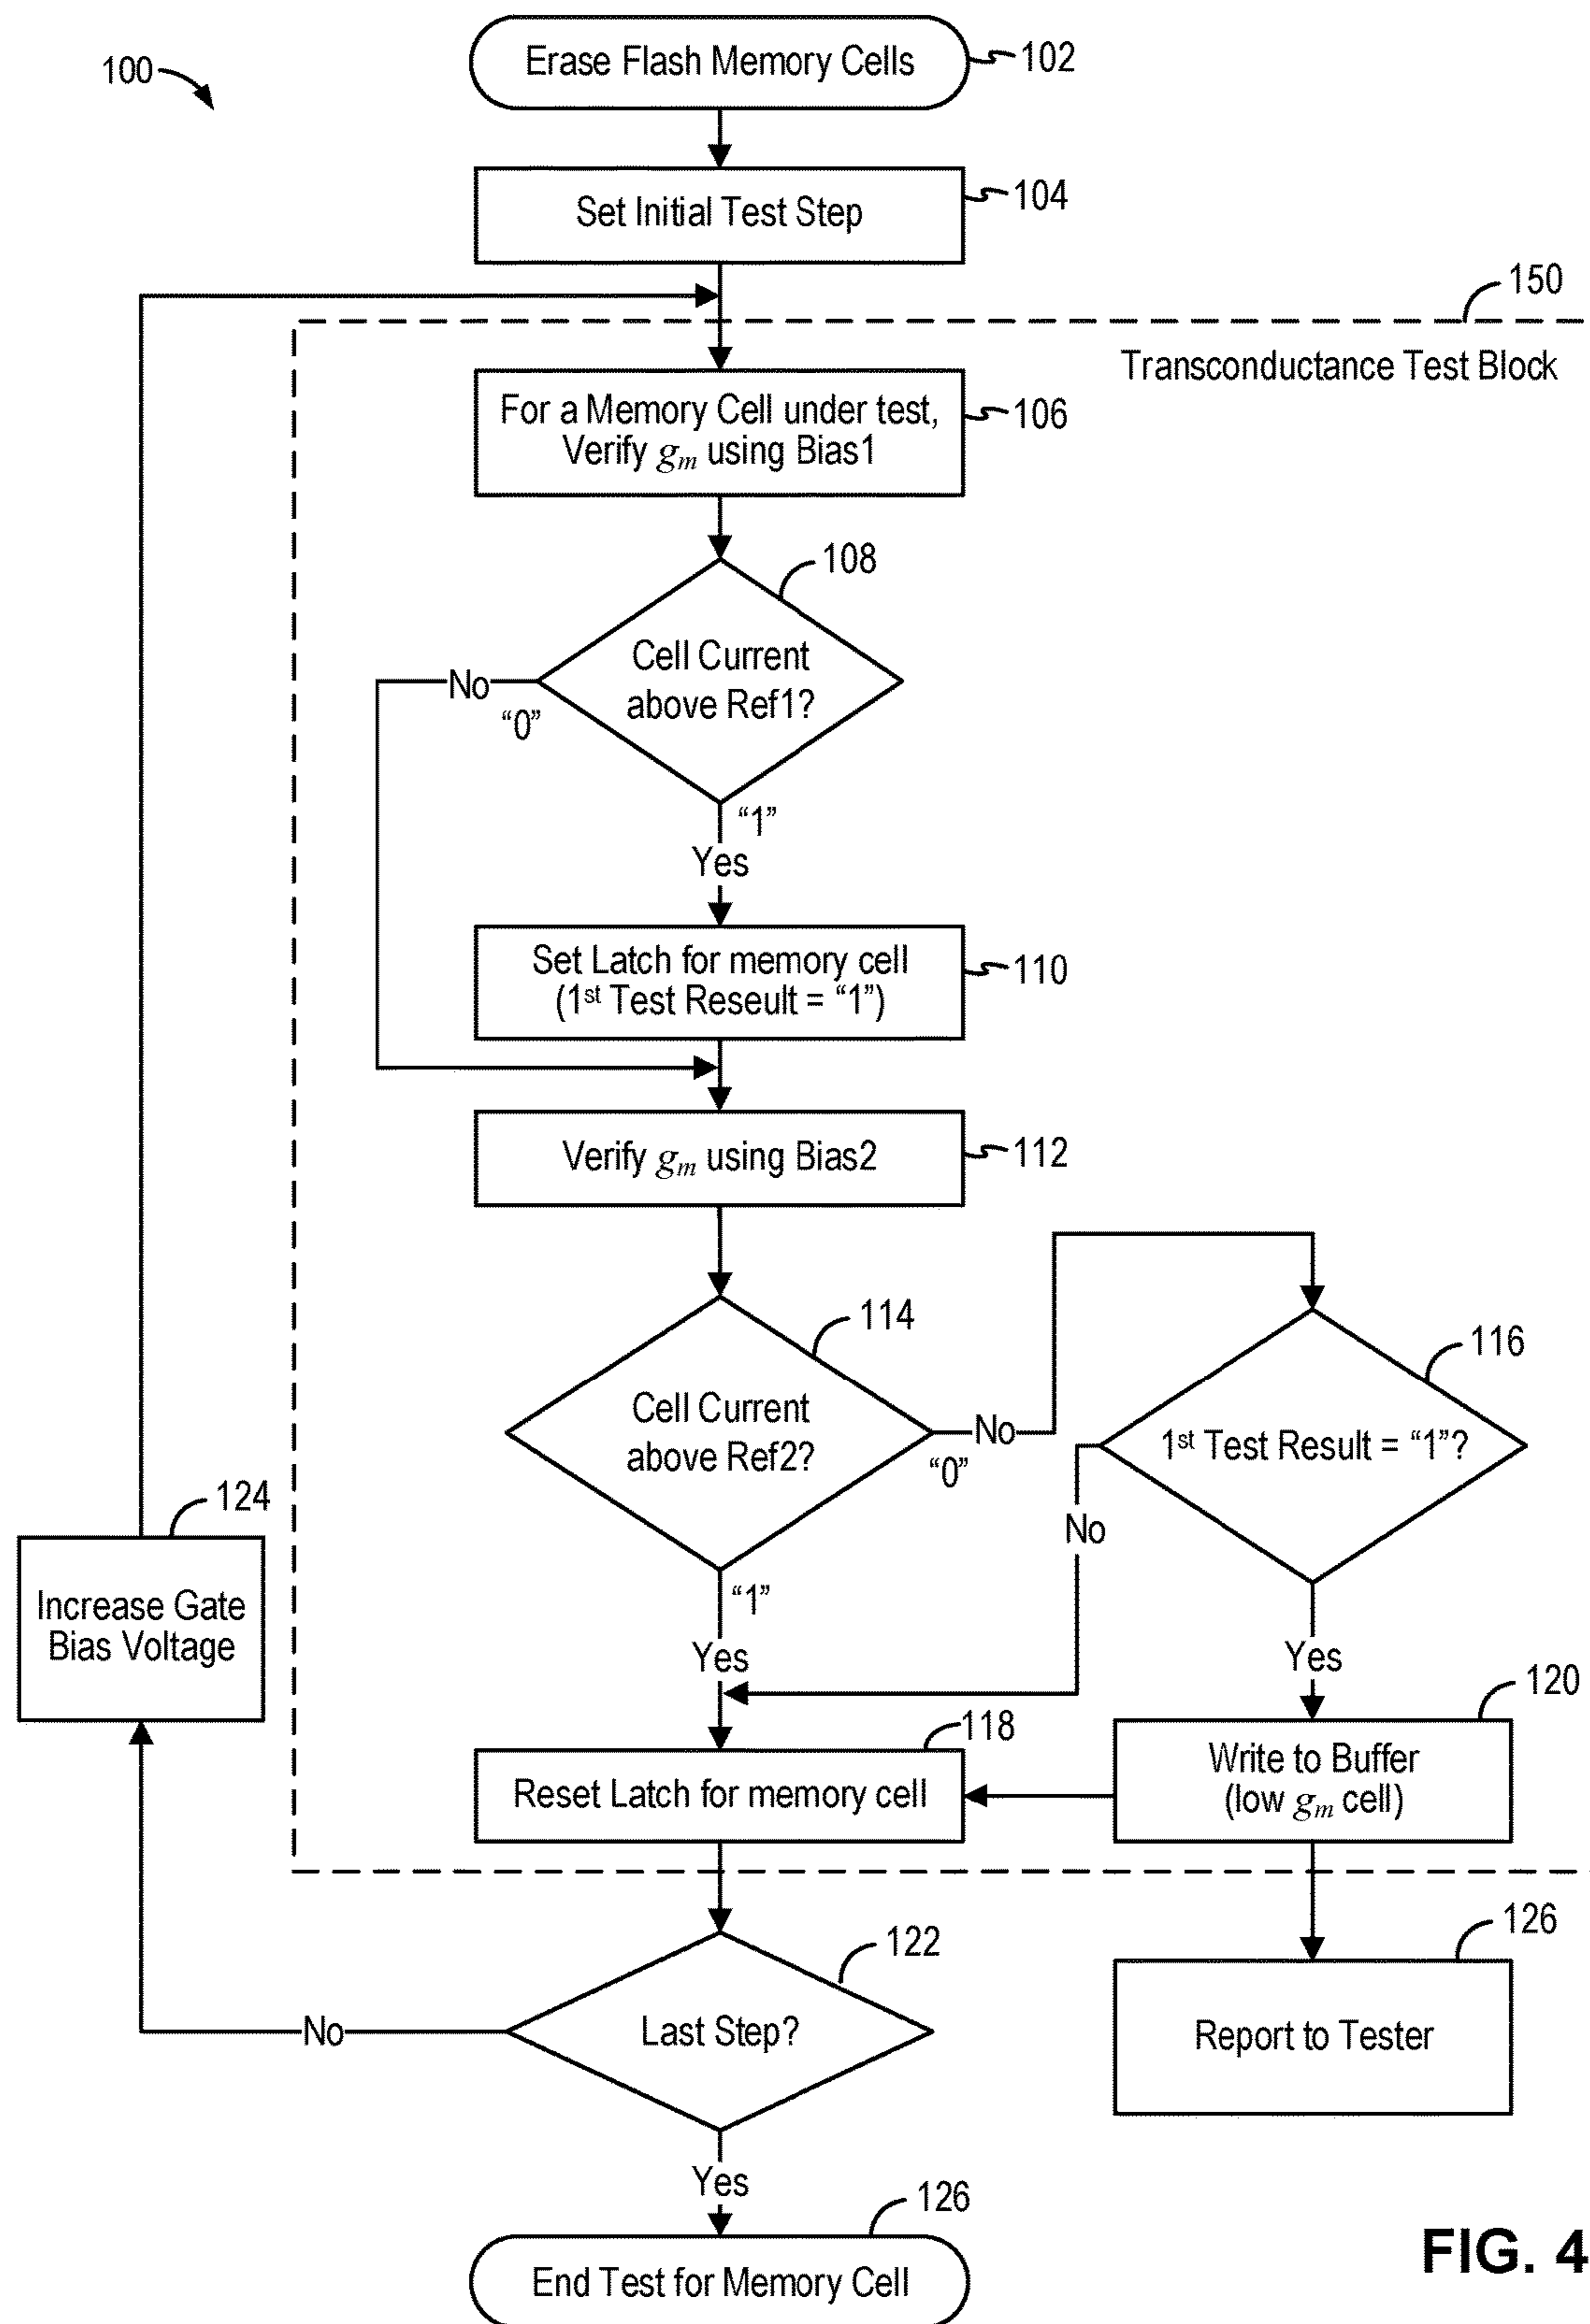 100
Erase Flash Memory Cells
102
Set Initial Test Step
104
150
Transconductance Test Block
For a Memory Cell under test,
Verify gm using Bias1
106
108
Cell Current
above Ref1?
No
“0”
“1”
Yes
Set Latch for memory cell
(1st Test Reseult = “1”)
110
Verify gm using Bias2
112
114
Cell Current
above Ref2?
No
“0”
116
1st Test Result = “1”?
No
“1”
Yes
Yes
124
Increase Gate
Bias Voltage
118
Reset Latch for memory cell
120
Write to Buffer
(low gm cell)
122
Last Step?
No
126
Report to Tester
Yes
126
End Test for Memory Cell
FIG. 4